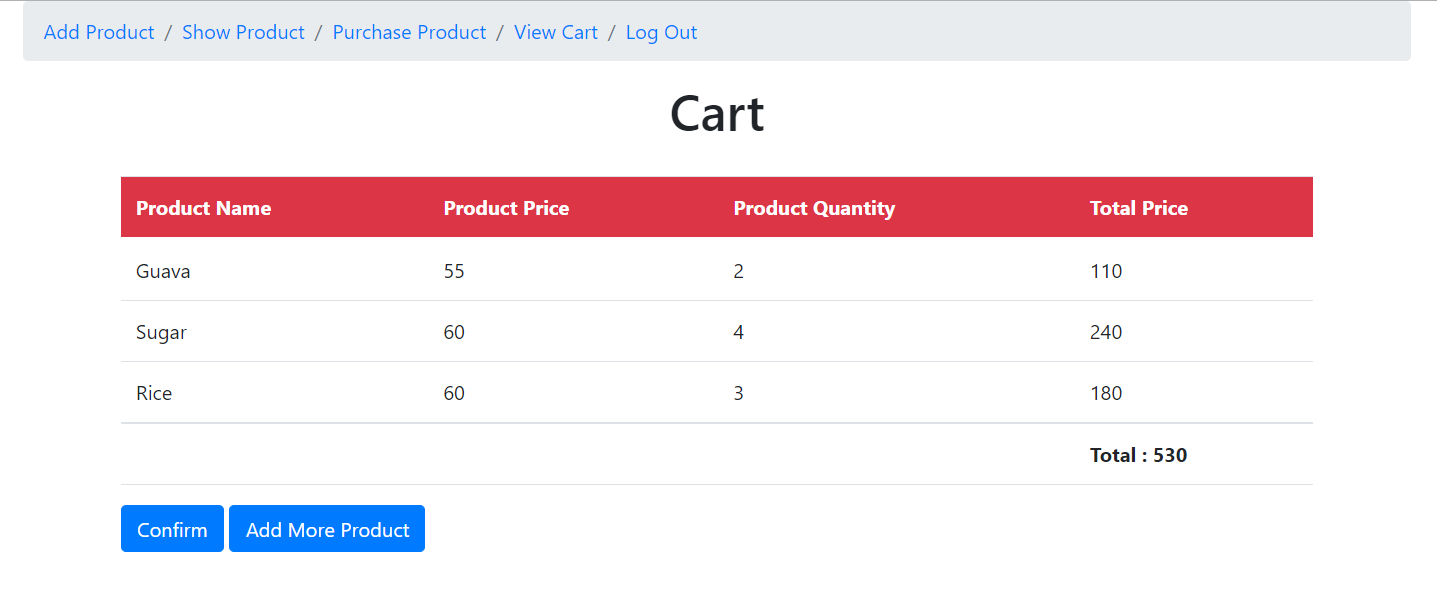 Add Product / Show Product / Purchase Product / View Cart / Log Out
Cart
Product Name Product Price Product Quantity Total Price
Guava 55 2 110
Sugar 60 4 240
Rice 60 3 180
Total : 530
Confirm Add More Product